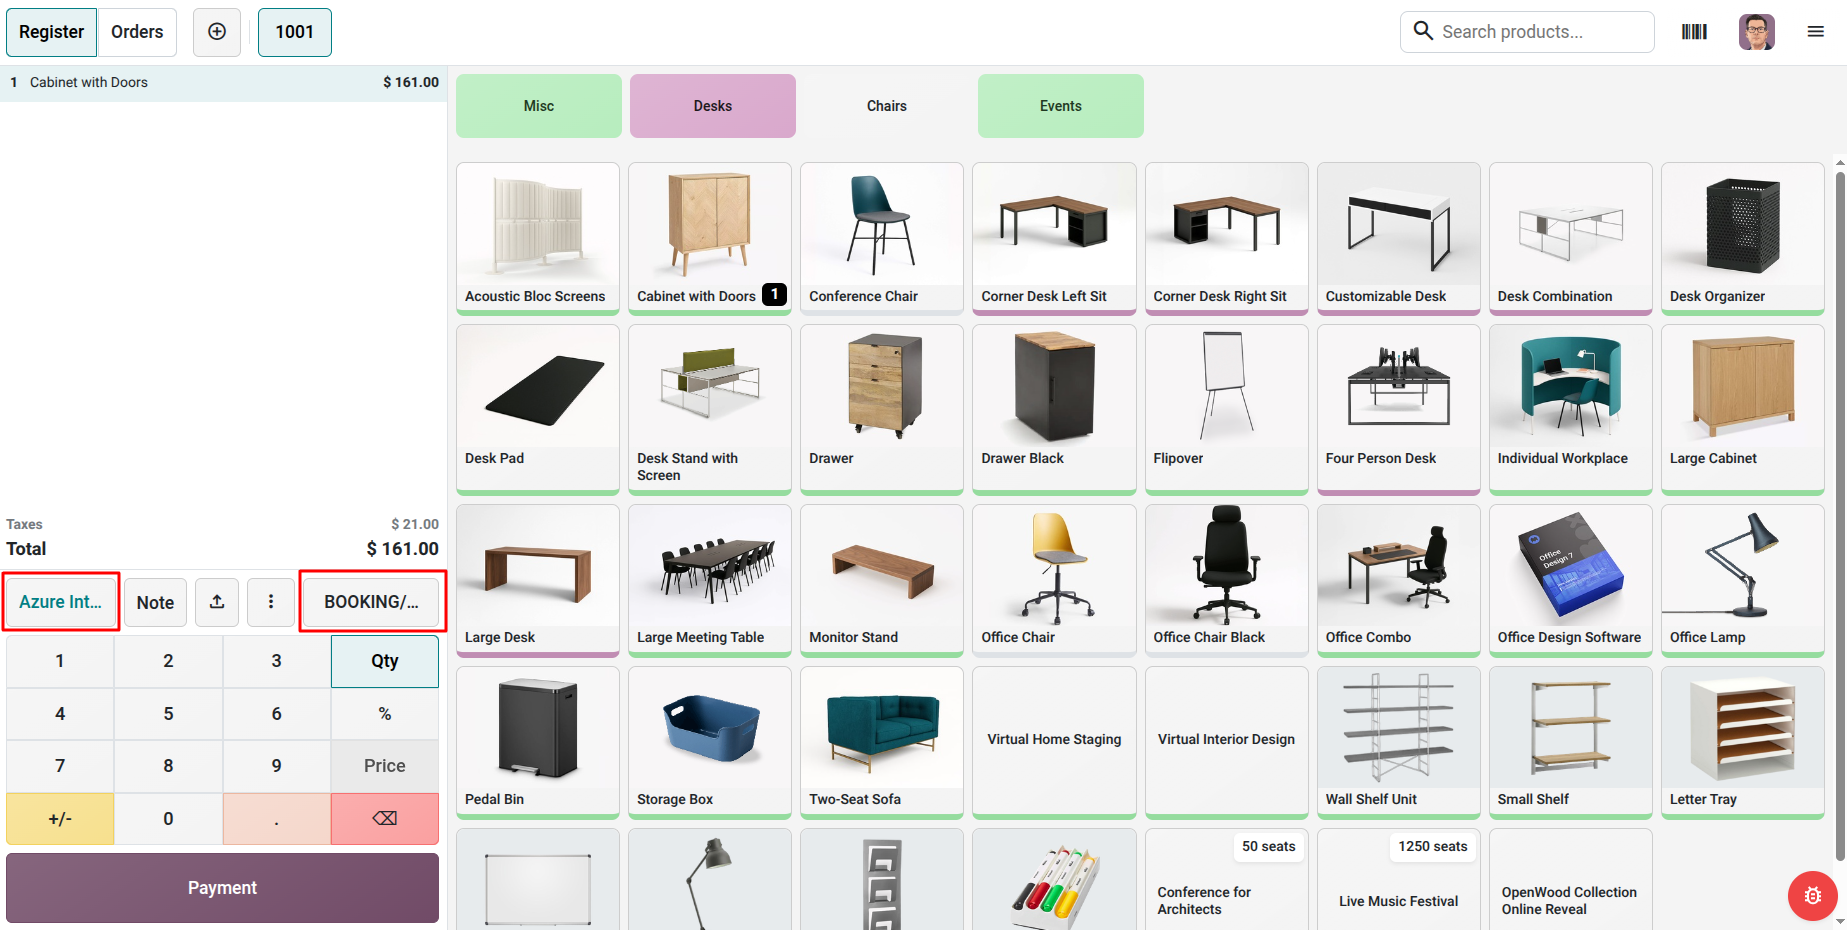 Register
Orders
1001
Search products...
1 Cabinet with Doors $ 161.00
Misc
Desks
Chairs
Events
Acoustic Bloc Screens
Cabinet with Doors
1
Conference Chair
Corner Desk Left Sit
Corner Desk Right Sit
Customizable Desk
Desk Combination
Desk Organizer
Desk Pad
Desk Stand with
Screen
Drawer
Drawer Black
Flipover
Four Person Desk
Individual Workplace
Large Cabinet
Taxes $ 21.00
Total $ 161.00
Azure Int...
Note
BOOKING/...
Large Desk
Large Meeting Table
Monitor Stand
Office Chair
Office Chair Black
Office Combo
Office
Design 7
Office Design Software
Office Lamp
1 2 3 Qty
4 5 6 %
7 8 9 Price
+/- 0 .
Payment
Pedal Bin
Storage Box
Two-Seat Sofa
Virtual Home Staging
Virtual Interior Design
Wall Shelf Unit
Small Shelf
Letter Tray
50 seats
Conference for
Architects
1250 seats
Live Music Festival
OpenWood Collection
Online Reveal